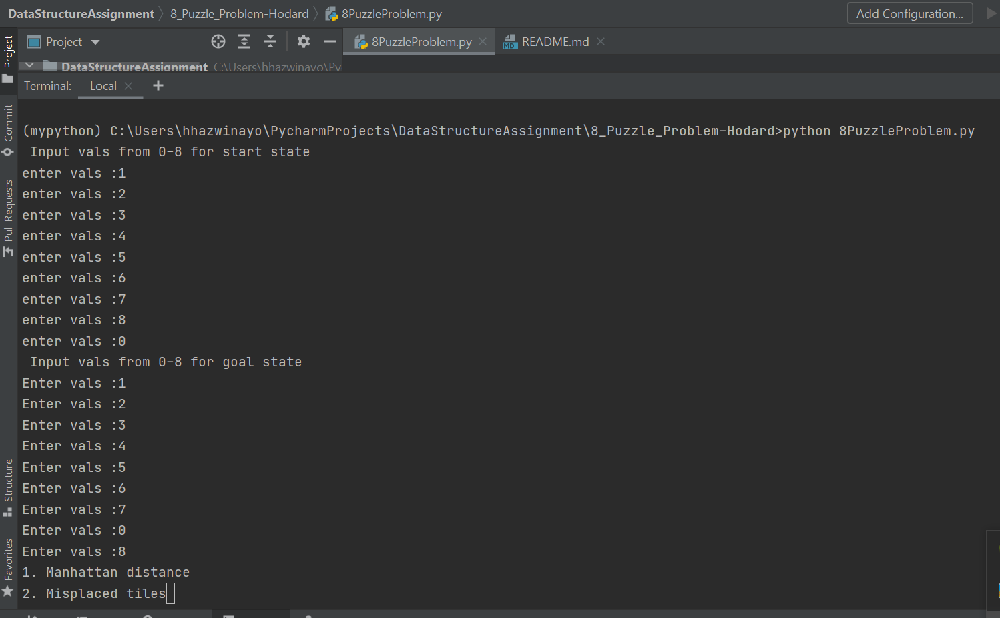 DataStructureAssignment 8_Puzzle_Problem-Hodard 8PuzzleProblem.py Add Configuration...
Project Project 8PuzzleProblem.py README.md
DataStructureAssignment C:\Users\hhazwinayo\Pyc
Terminal: Local +
Commit
Pull Requests
Structure
Favorites
(mypython) C:\Users\hhazwinayo\PycharmProjects\DataStructureAssignment\8_Puzzle_Problem-Hodard>python 8PuzzleProblem.py
Input vals from 0-8 for start state
enter vals :1
enter vals :2
enter vals :3
enter vals :4
enter vals :5
enter vals :6
enter vals :7
enter vals :8
enter vals :0
Input vals from 0-8 for goal state
Enter vals :1
Enter vals :2
Enter vals :3
Enter vals :4
Enter vals :5
Enter vals :6
Enter vals :7
Enter vals :0
Enter vals :8
1. Manhattan distance
2. Misplaced tiles